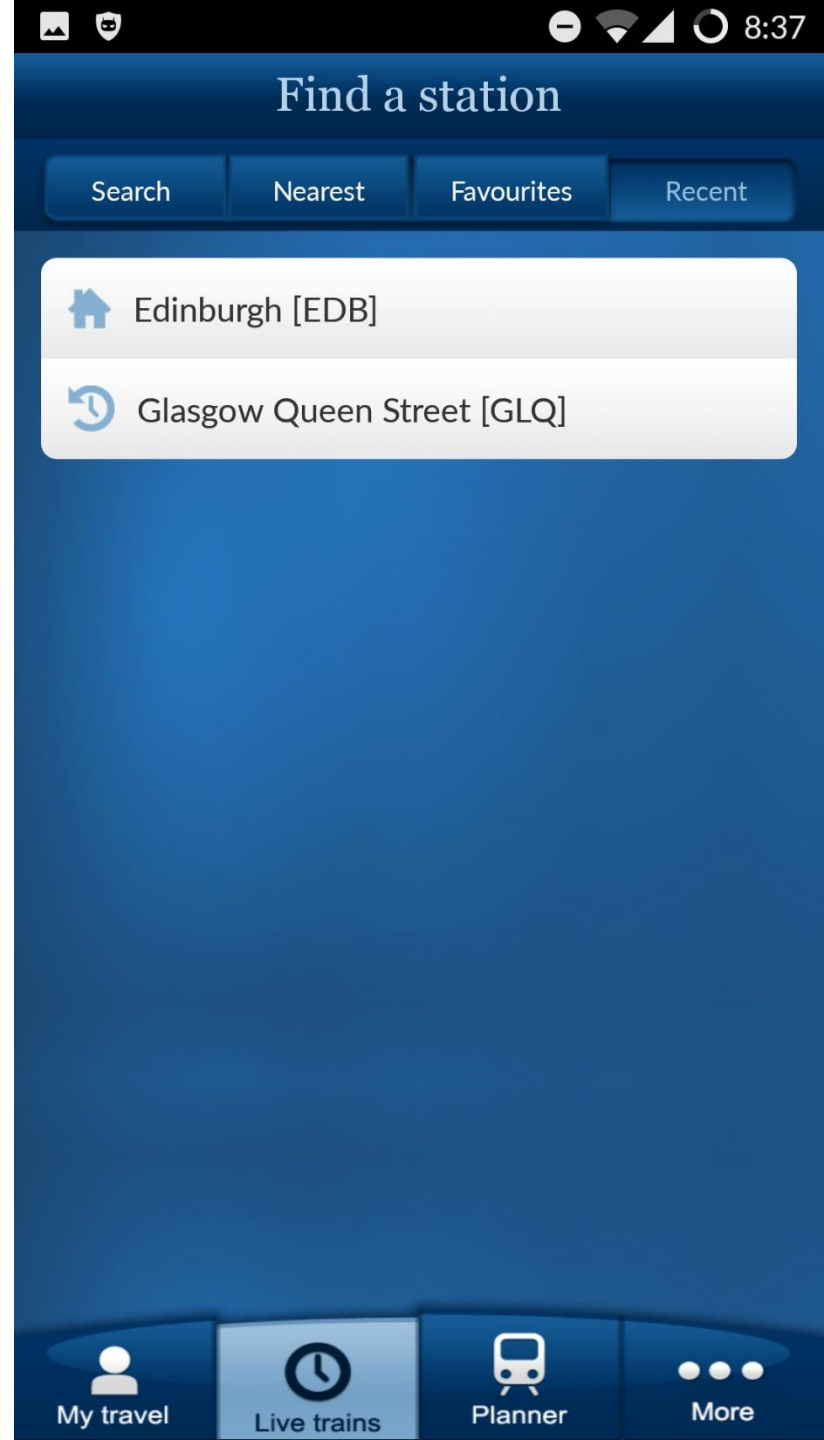 8:37
Find a station
Search Nearest Favourites Recent
Edinburgh [EDB]
Glasgow Queen Street [GLQ]
My travel Live trains Planner More